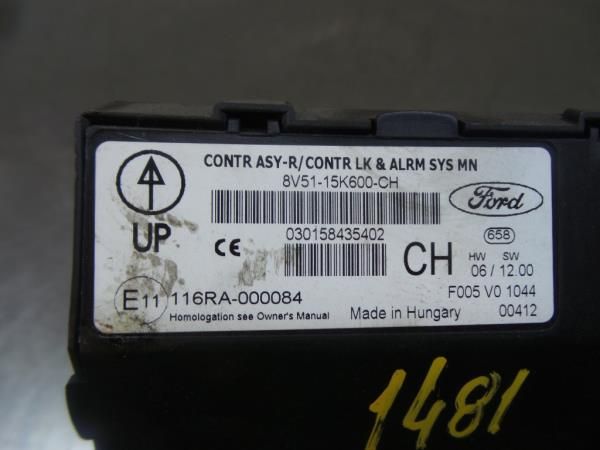 CONTR ASY-R/CONTR LK & ALRM SYS MN
8V51-15K600-CH
Ford
UP
CE
030158435402
CH
658
HW SW
06 / 12.00
E11 116RA-000084
F005 V0 1044
Homologation see Owner's Manual
Made in Hungary
00412
1481